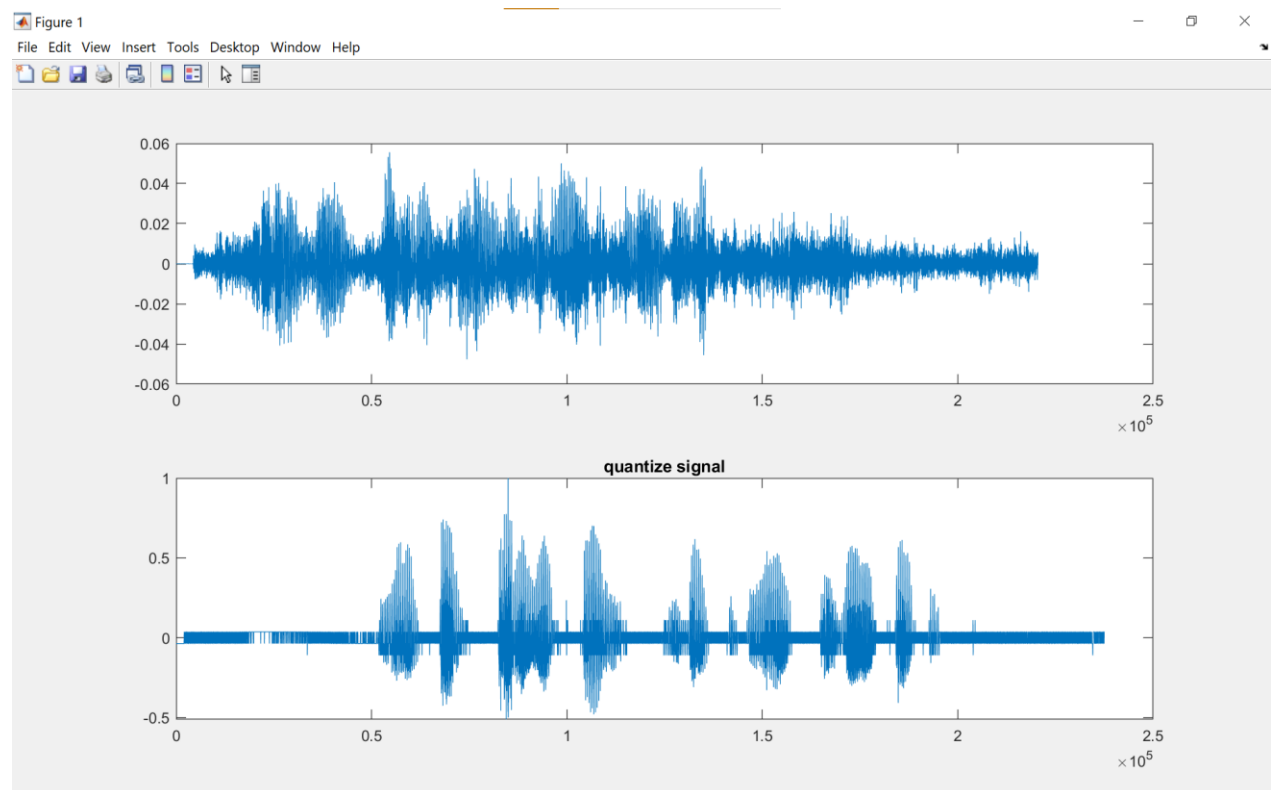 Figure 1
File Edit View Insert Tools Desktop Window Help
0.06
0.04
0.02
0
-0.02
-0.04
-0.06
0 0.5 1 1.5 2 2.5
×10^5
quantize signal
1
0.5
0
-0.5
0 0.5 1 1.5 2 2.5
×10^5